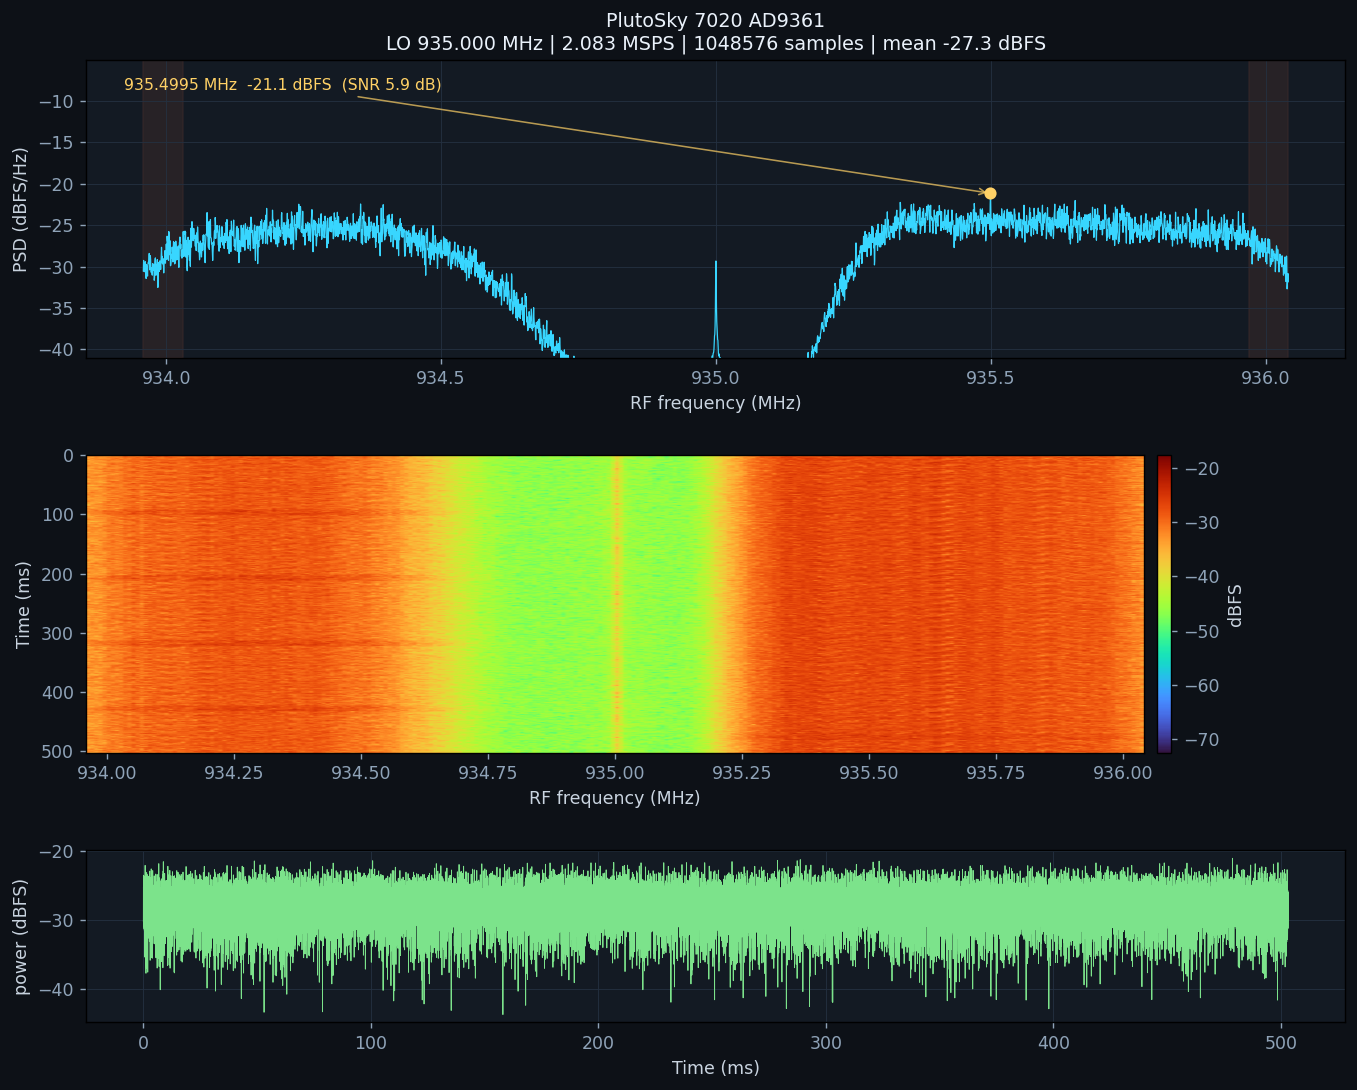 PlutoSky 7020 AD9361
LO 935.000 MHz | 2.083 MSPS | 1048576 samples | mean -27.3 dBFS
935.4995 MHz  -21.1 dBFS  (SNR 5.9 dB)
PSD (dBFS/Hz)
−10
−15
−20
−25
−30
−35
−40
934.0 934.5 935.0 935.5 936.0
RF frequency (MHz)
Time (ms)
0
100
200
300
400
500
934.00 934.25 934.50 934.75 935.00 935.25 935.50 935.75 936.00
RF frequency (MHz)
−20
−30
−40
−50
−60
−70
dBFS
power (dBFS)
−20
−30
−40
0 100 200 300 400 500
Time (ms)